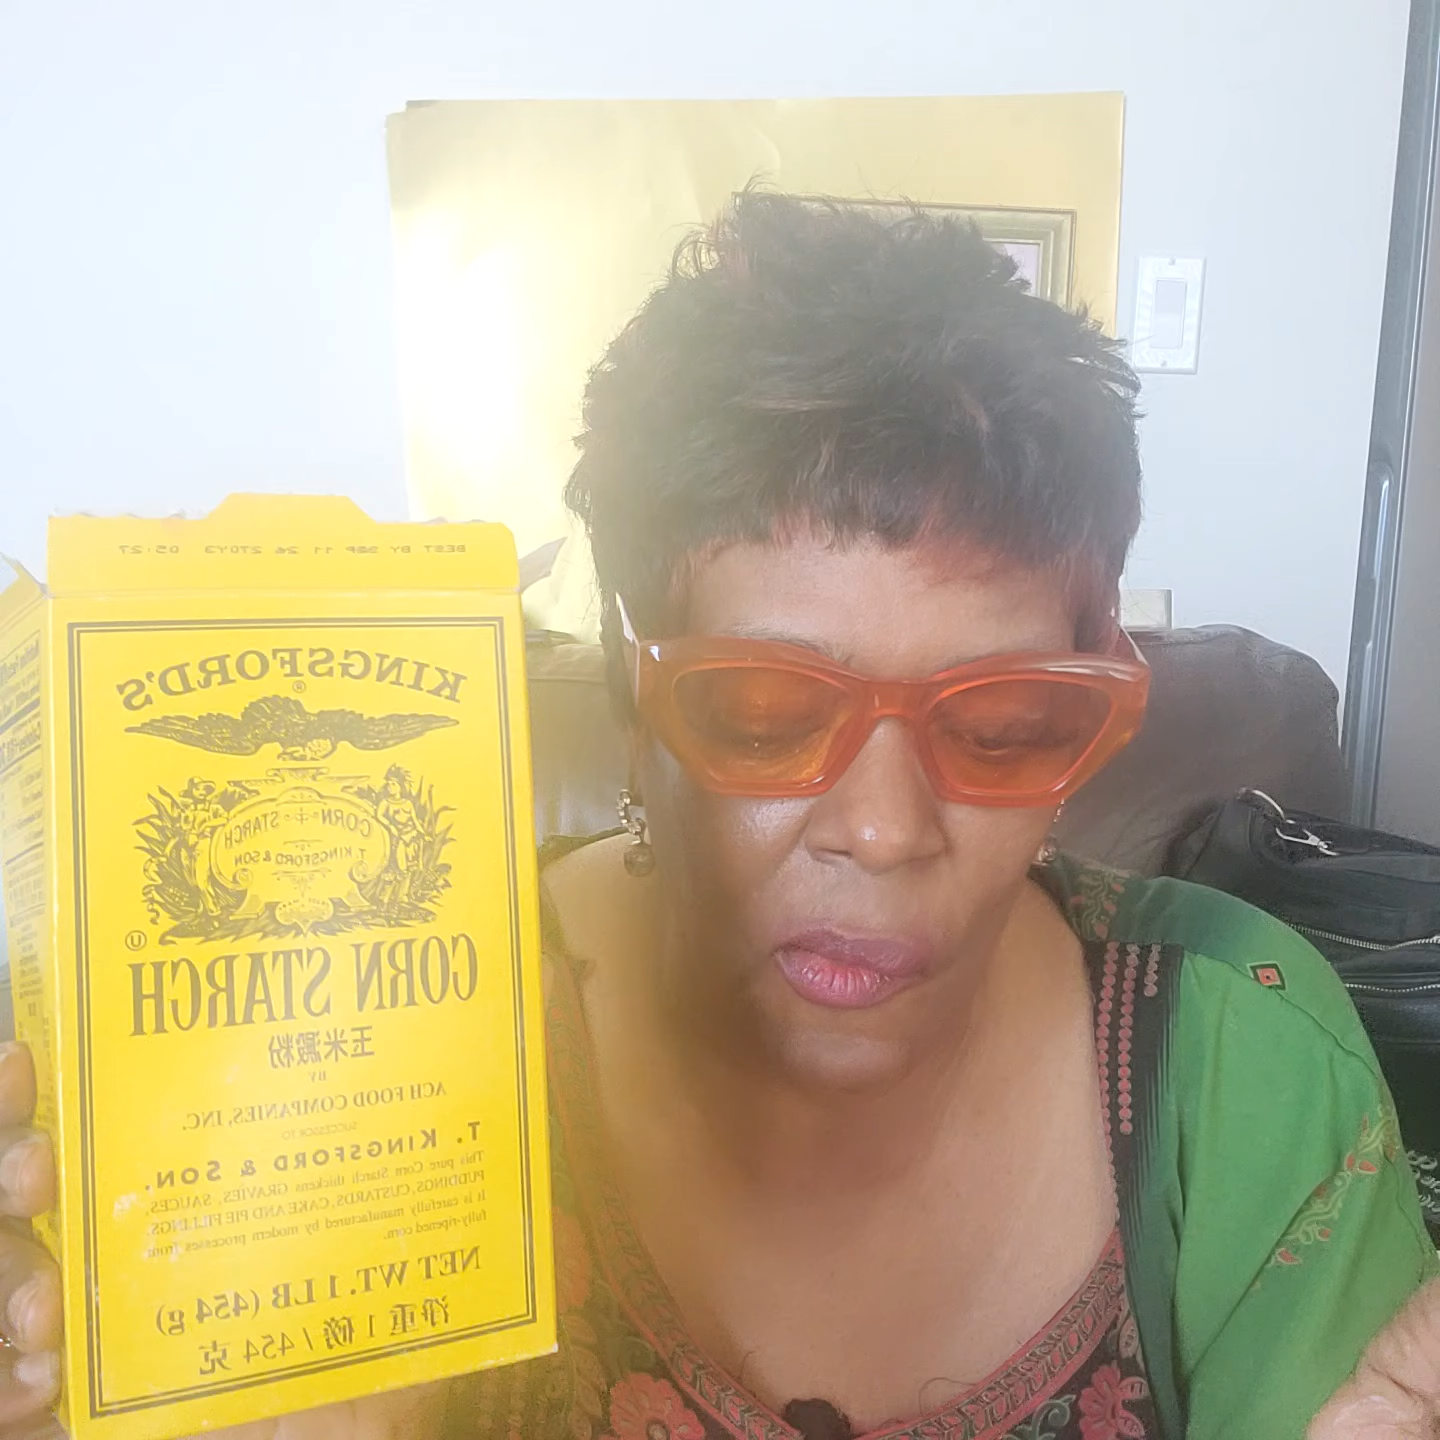 BEST BY SEP 11 26 270Y3 05:27
KINGSFORD'S
®
CORN STARCH
T. KINGSFORD & SON
U
CORN STARCH
玉米澱粉
BY
ACH FOOD COMPANIES, INC.
SUCCESSOR TO
T. KINGSFORD & SON.
This pure Corn Starch thickens GRAVIES, SAUCES,
PUDDINGS, CUSTARDS, CAKE AND PIE FILLINGS.
It is carefully manufactured by modern processes from
fully-ripened corn.
NET WT. 1 LB (454 g)
淨重 1 磅 / 454 克